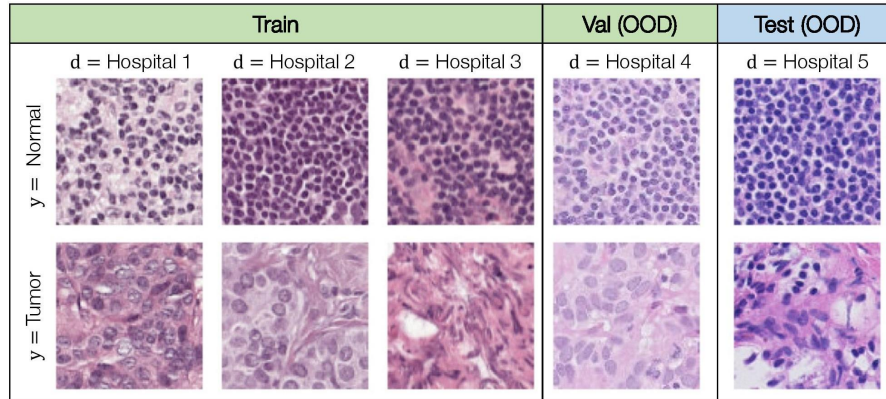 Train Val (OOD) Test (OOD)
d = Hospital 1 d = Hospital 2 d = Hospital 3 d = Hospital 4 d = Hospital 5
y = Normal
y = Tumor